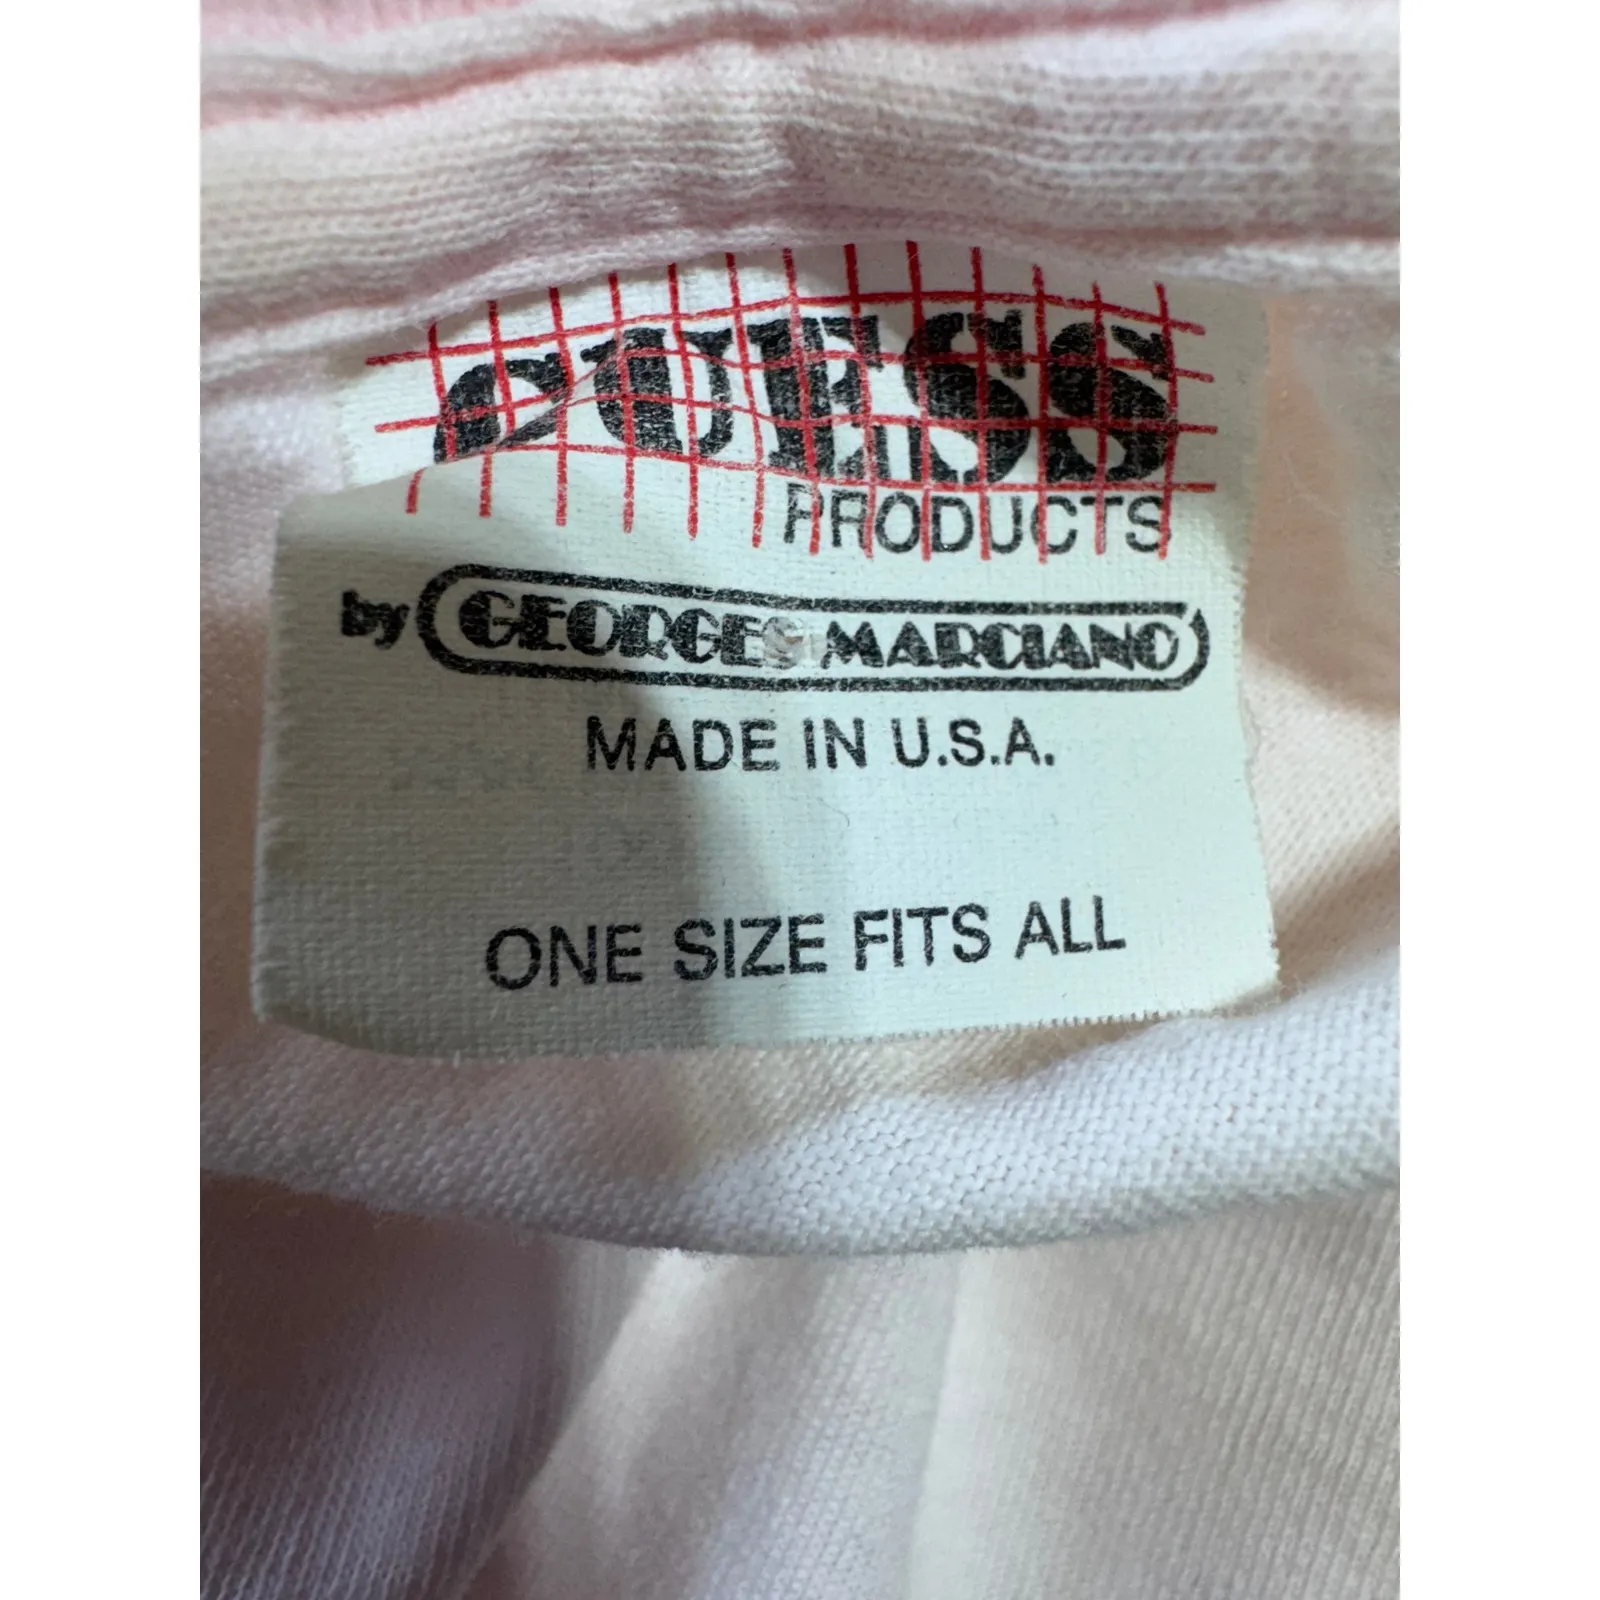 GUESS
PRODUCTS
by GEORGES MARCIANO
MADE IN U.S.A.
ONE SIZE FITS ALL